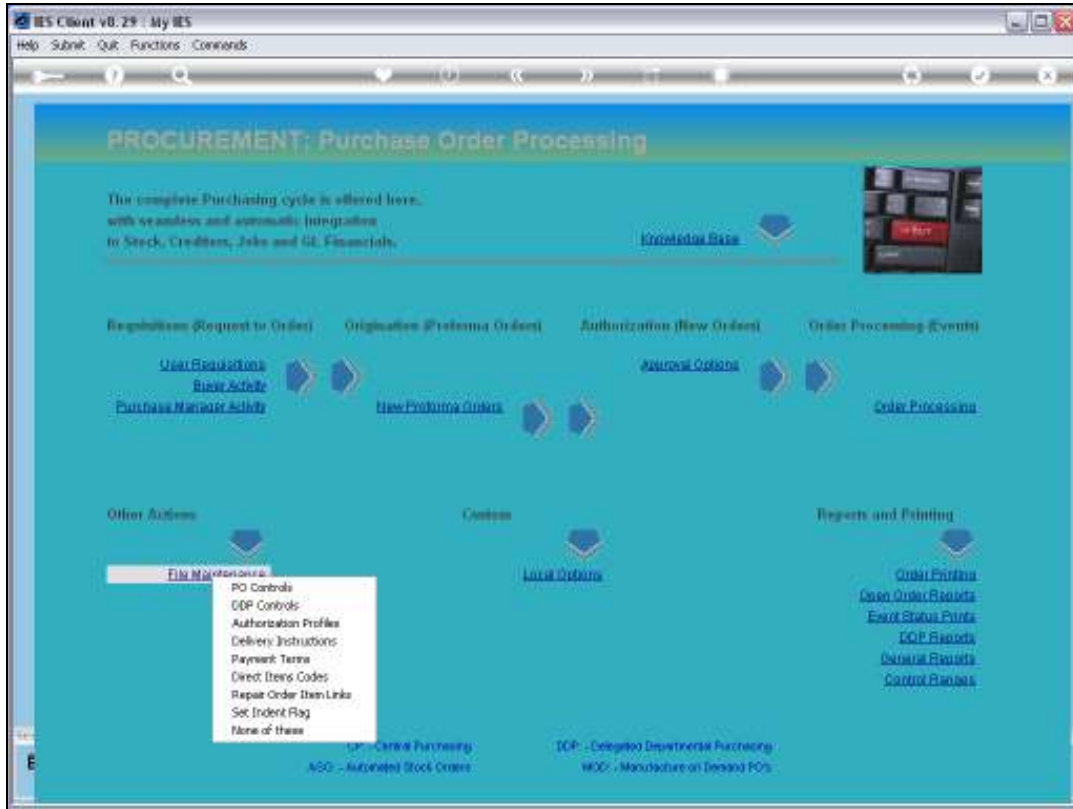 IES Client v8.29 : My IES
Help Submit Quit Functions Commands
PROCUREMENT: Purchase Order Processing
The complete Purchasing cycle is offered here,
with seamless and automatic integration
to Stock, Creditors, Jobs and GL Financials.
Knowledge Base
Requisitions (Request to Order) Origination (Proforma Orders) Authorization (New Orders) Order Processing (Events)
User Requisitions Approval Options
Buyer Activity
Purchase Manager Activity New Proforma Orders Order Processing
Other Actions Custom Reports and Printing
File Maintenance Local Options Order Printing
PO Controls
DDP Controls Open Order Reports
Authorization Profiles Event Status Prints
Delivery Instructions DDP Reports
Payment Terms General Reports
Direct Items Codes Control Ranges
Repair Order Item Links
Set Indent Flag
None of these
CP: - Central Purchasing DDP: - Delegated Departmental Purchasing
ASO: - Automated Stock Orders MOD: - Manufacture on Demand PO's